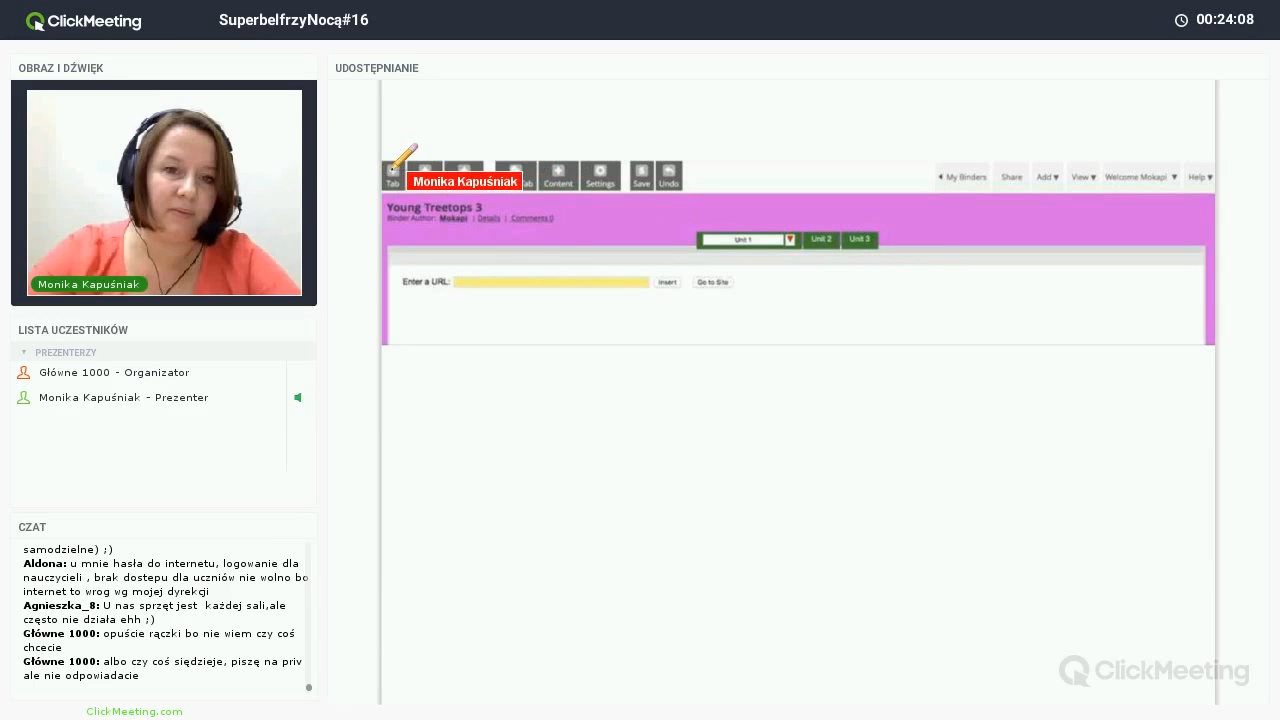 ClickMeeting
SuperbelfrzyNocą#16
00:24:08
OBRAZ I DŹWIĘK
Monika Kapuśniak
LISTA UCZESTNIKÓW
PREZENTERZY
Główne 1000 - Organizator
Monika Kapuśniak - Prezenter
CZAT
samodzielne) ;)
Aldona: u mnie hasła do internetu, logowanie dla
nauczycieli , brak dostepu dla uczniów nie wolno bo
internet to wrog wg mojej dyrekcji
Agnieszka_8: U nas sprzęt jest każdej sali,ale
często nie działa ehh ;)
Główne 1000: opuście rączki bo nie wiem czy coś
chcecie
Główne 1000: albo czy coś siędzieje, piszę na priv
ale nie odpowiadacie
ClickMeeting.com
UDOSTĘPNIANIE
Tab
Monika Kapuśniak
ab
Content
Settings
Save
Undo
My Binders
Share
Add
View
Welcome Mokapi
Help
Young Treetops 3
Binder Author: Mokapi | Details | Comments 0
Unit 1
Unit 2
Unit 3
Enter a URL:
Insert
Go to Site
ClickMeeting